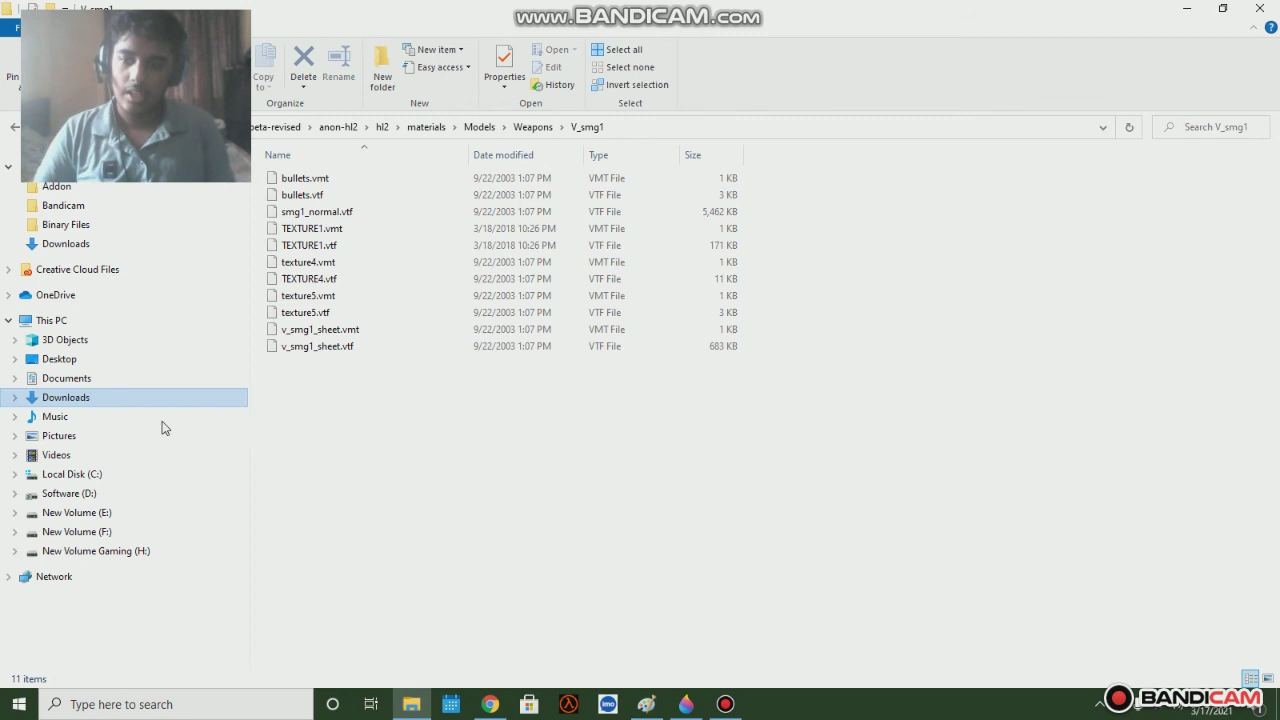 V_smg1
www.BANDICAM.com
F
Pin
Copy
to
Delete
Rename
New
folder
New item
Easy access
Properties
Open
Edit
History
Select all
Select none
Invert selection
Organize
New
Open
Select
beta-revised > anon-hl2 > hl2 > materials > Models > Weapons > V_smg1
Search V_smg1
Name Date modified Type Size
bullets.vmt 9/22/2003 1:07 PM VMT File 1 KB
bullets.vtf 9/22/2003 1:07 PM VTF File 3 KB
smg1_normal.vtf 9/22/2003 1:07 PM VTF File 5,462 KB
TEXTURE1.vmt 3/18/2018 10:26 PM VMT File 1 KB
TEXTURE1.vtf 3/18/2018 10:26 PM VTF File 171 KB
texture4.vmt 9/22/2003 1:07 PM VMT File 1 KB
TEXTURE4.vtf 9/22/2003 1:07 PM VTF File 11 KB
texture5.vmt 9/22/2003 1:07 PM VMT File 1 KB
texture5.vtf 9/22/2003 1:07 PM VTF File 3 KB
v_smg1_sheet.vmt 9/22/2003 1:07 PM VMT File 1 KB
v_smg1_sheet.vtf 9/22/2003 1:07 PM VTF File 683 KB
Addon
Bandicam
Binary Files
Downloads
Creative Cloud Files
OneDrive
This PC
3D Objects
Desktop
Documents
Downloads
Music
Pictures
Videos
Local Disk (C:)
Software (D:)
New Volume (E:)
New Volume (F:)
New Volume Gaming (H:)
Network
11 items
Type here to search
imo
BANDICAM
3/17/2021